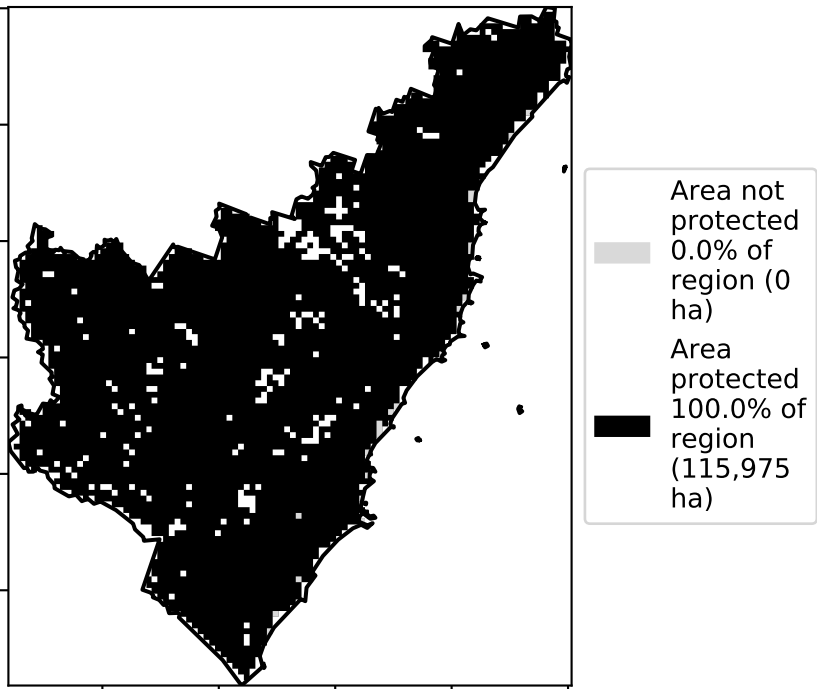 Area not
protected
0.0% of
region (0
ha)
Area
protected
100.0% of
region
(115,975
ha)